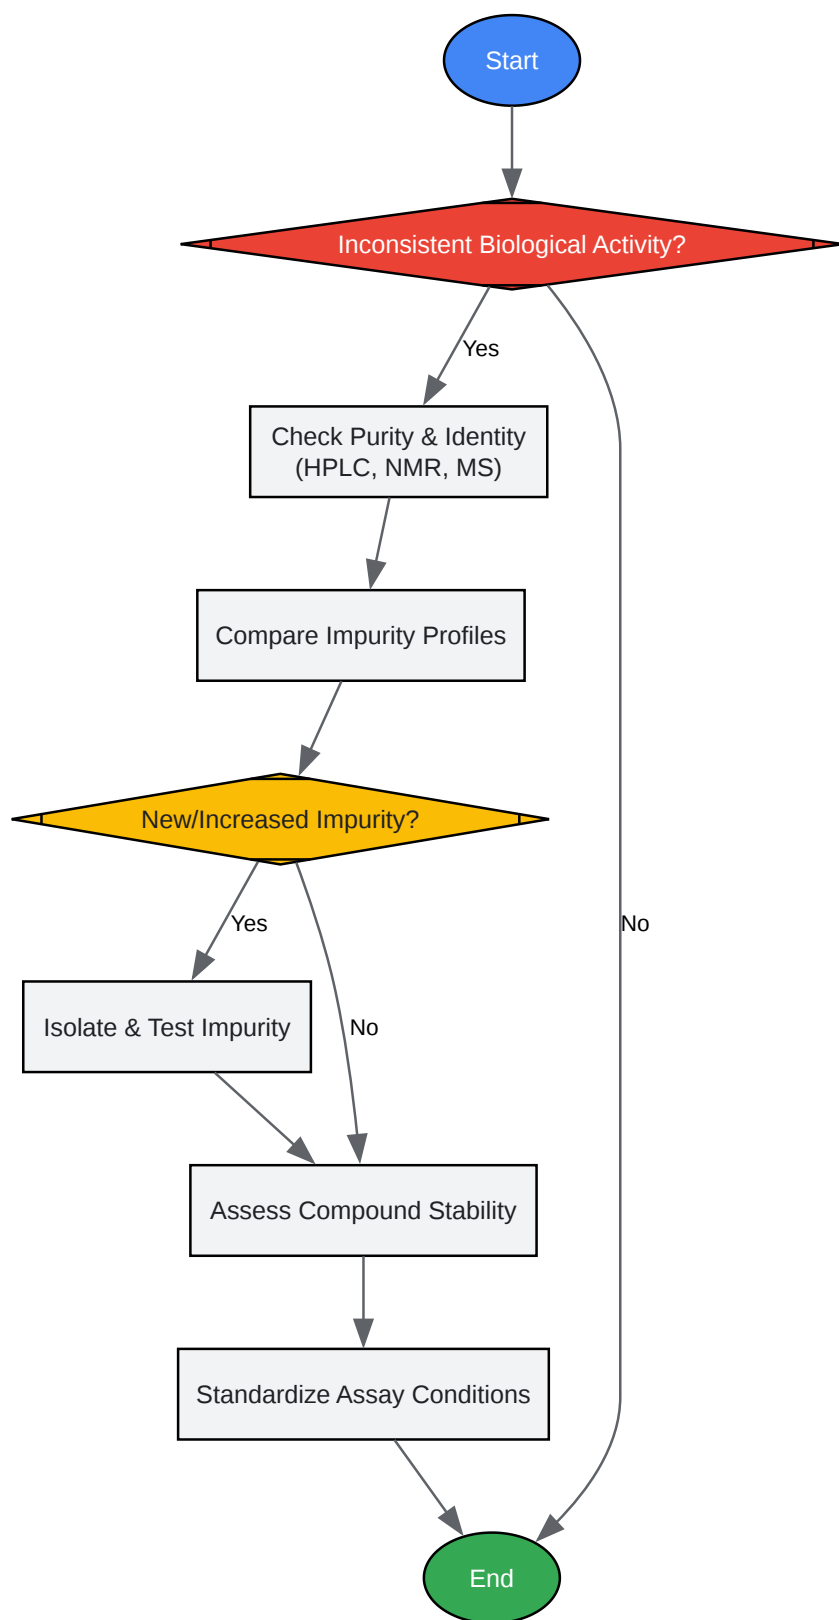 Start
Inconsistent Biological Activity?
Yes
Check Purity & Identity
(HPLC, NMR, MS)
Compare Impurity Profiles
New/Increased Impurity?
Yes
No
Isolate & Test Impurity
No
Assess Compound Stability
Standardize Assay Conditions
End